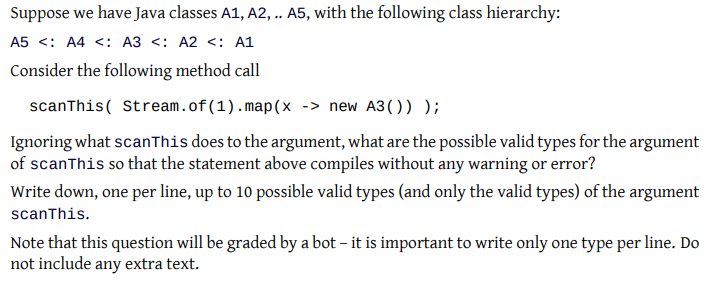 Suppose we have Java classes A1, A2, .. A5, with the following class hierarchy:
A5 <: A4 <: A3 <: A2 <: A1
Consider the following method call
scanThis( Stream.of(1).map(x -> new A3()) );
Ignoring what scanThis does to the argument, what are the possible valid types for the argument
of scanThis so that the statement above compiles without any warning or error?
Write down, one per line, up to 10 possible valid types (and only the valid types) of the argument
scanThis.
Note that this question will be graded by a bot – it is important to write only one type per line. Do
not include any extra text.